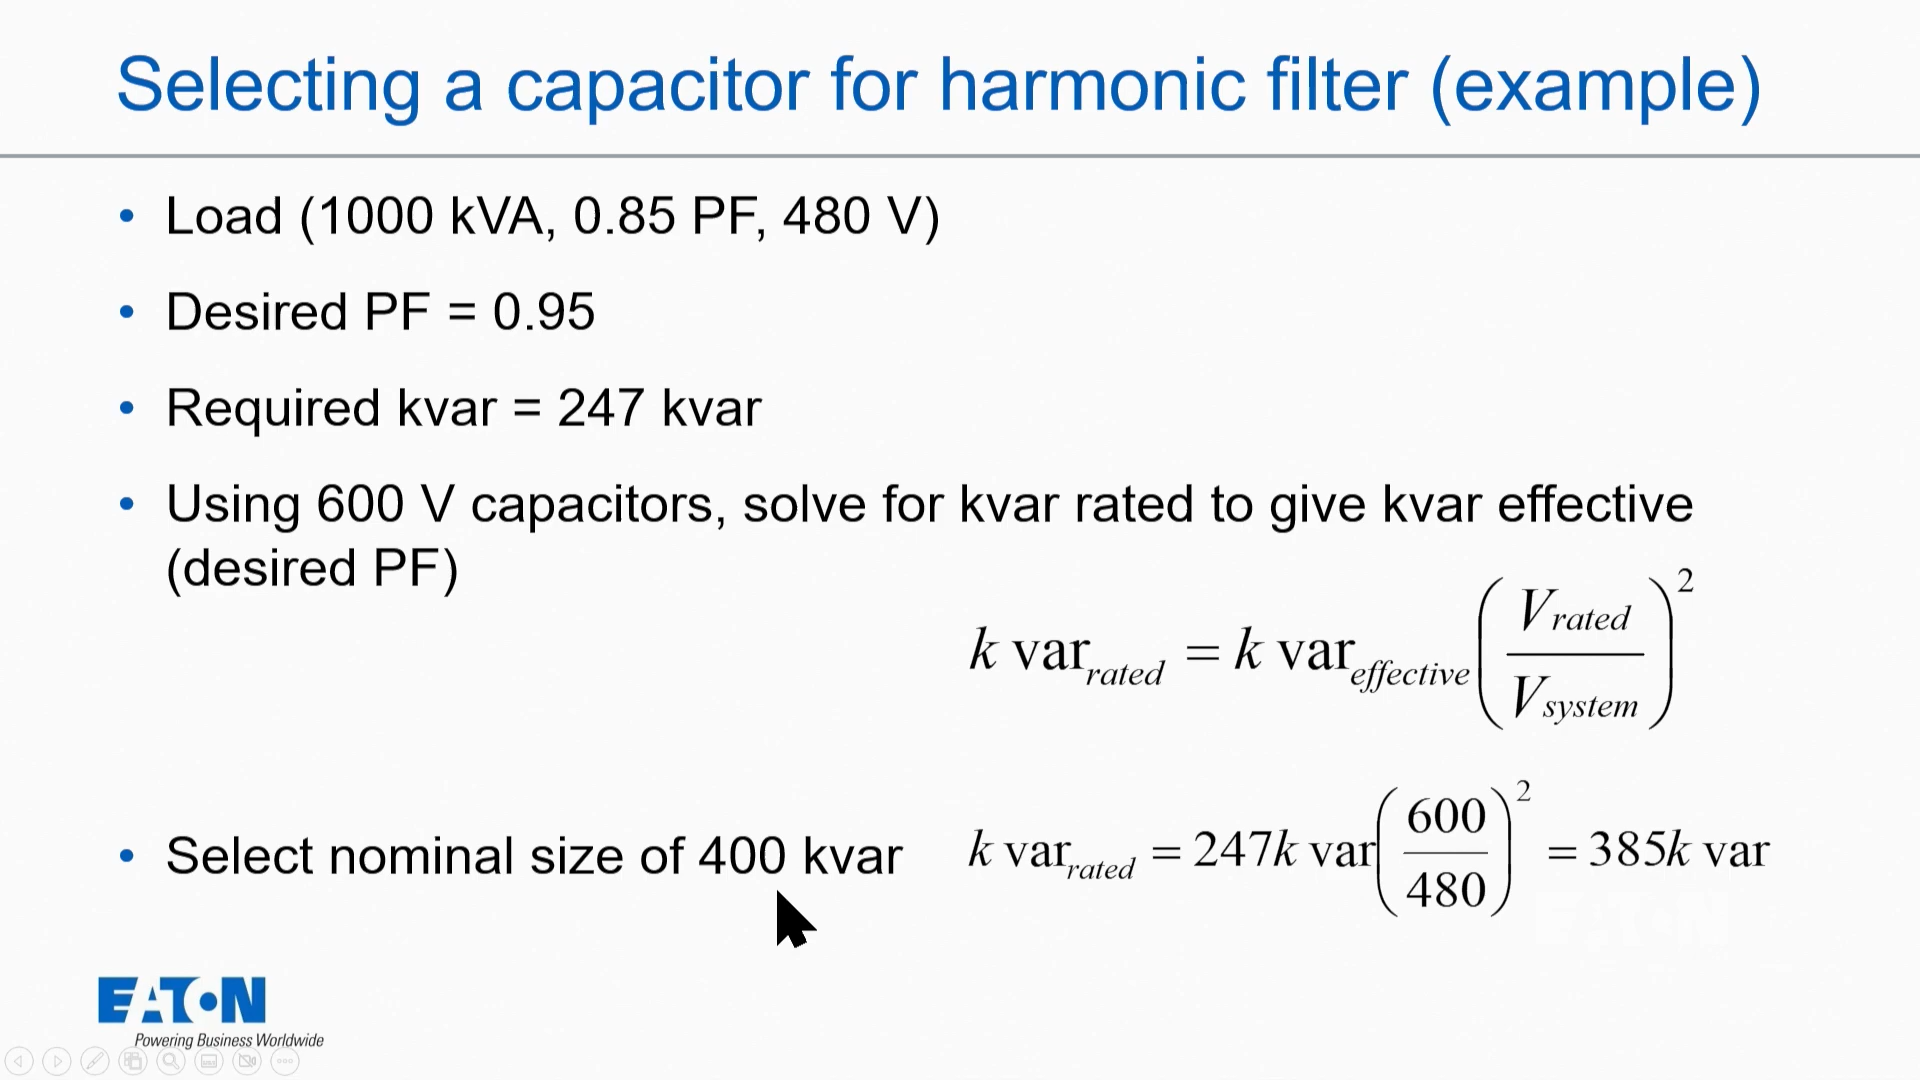 Selecting a capacitor for harmonic filter (example)
• Load (1000 kVA, 0.85 PF, 480 V)
• Desired PF = 0.95
• Required kvar = 247 kvar
• Using 600 V capacitors, solve for kvar rated to give kvar effective
(desired PF)
k var_rated = k var_effective (V_rated / V_system)^2
• Select nominal size of 400 kvar
k var_rated = 247k var (600 / 480)^2 = 385k var
EATON
Powering Business Worldwide